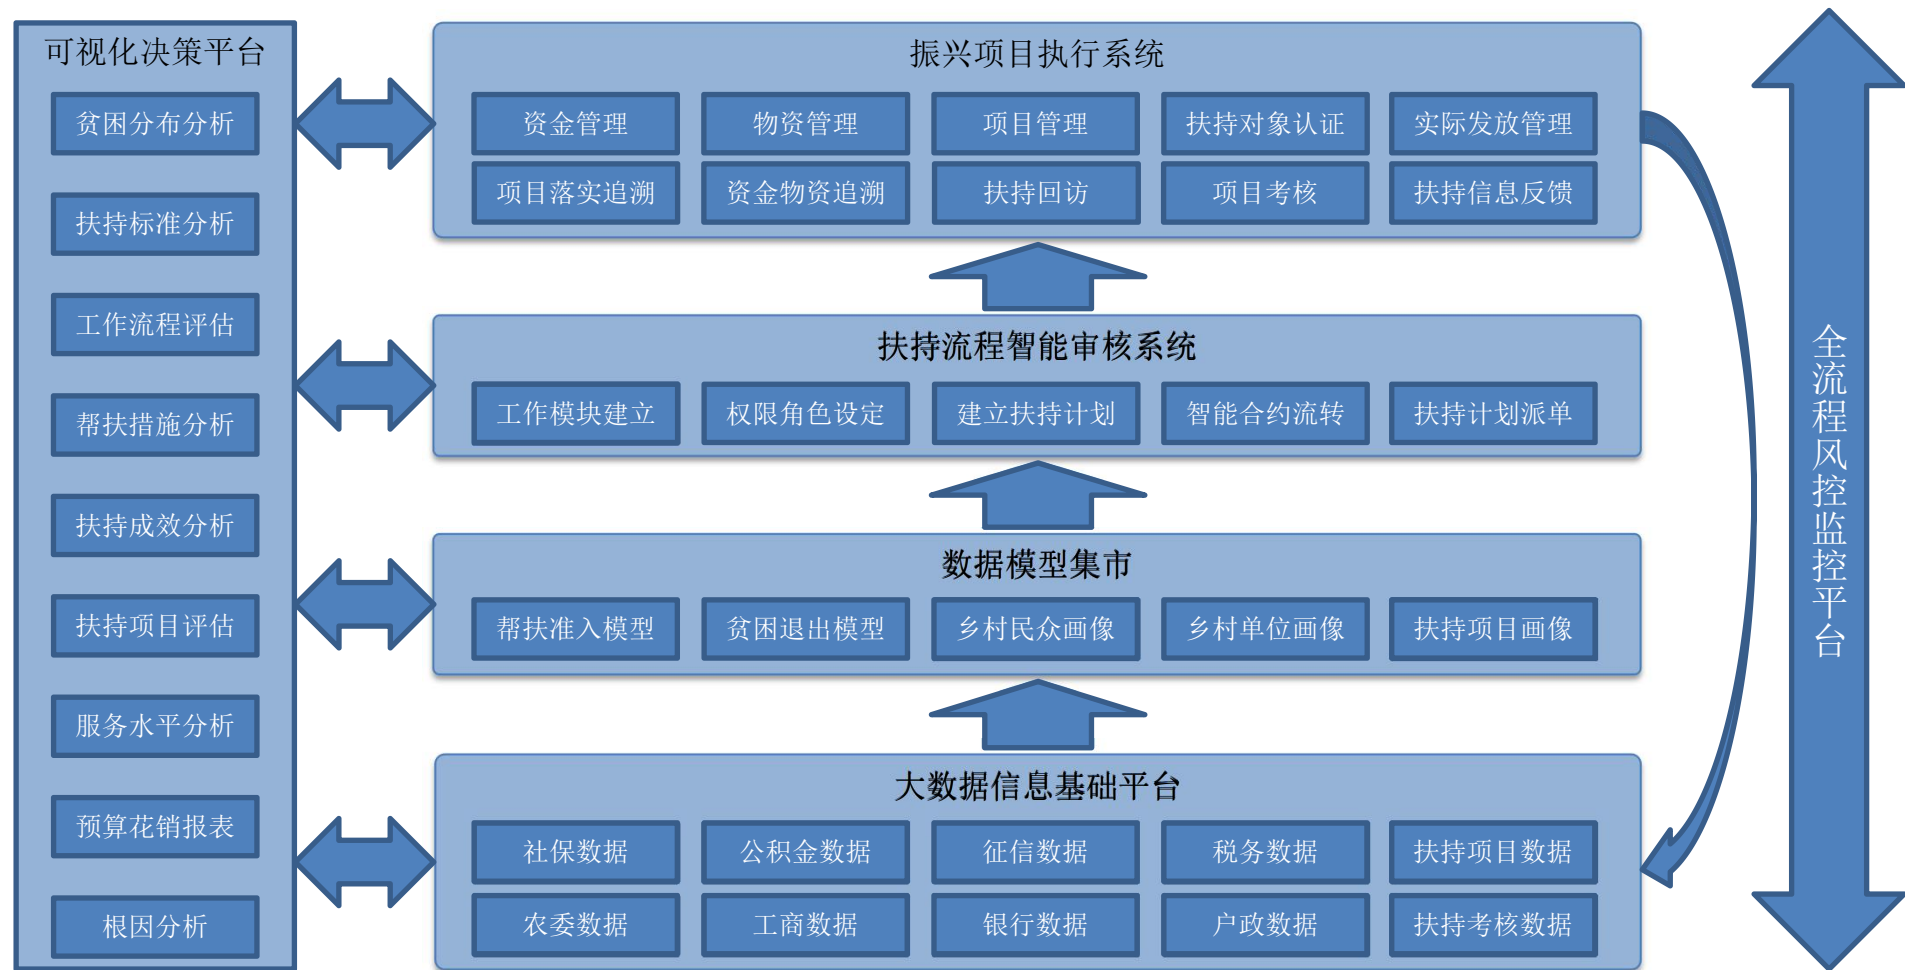 可视化决策平台
贫困分布分析
扶持标准分析
工作流程评估
帮扶措施分析
扶持成效分析
扶持项目评估
服务水平分析
预算花销报表
根因分析
振兴项目执行系统
资金管理
物资管理
项目管理
扶持对象认证
实际发放管理
项目落实追溯
资金物资追溯
扶持回访
项目考核
扶持信息反馈
扶持流程智能审核系统
工作模块建立
权限角色设定
建立扶持计划
智能合约流转
扶持计划派单
数据模型集市
帮扶准入模型
贫困退出模型
乡村民众画像
乡村单位画像
扶持项目画像
大数据信息基础平台
社保数据
公积金数据
征信数据
税务数据
扶持项目数据
农委数据
工商数据
银行数据
户政数据
扶持考核数据
全流程风控监控平台